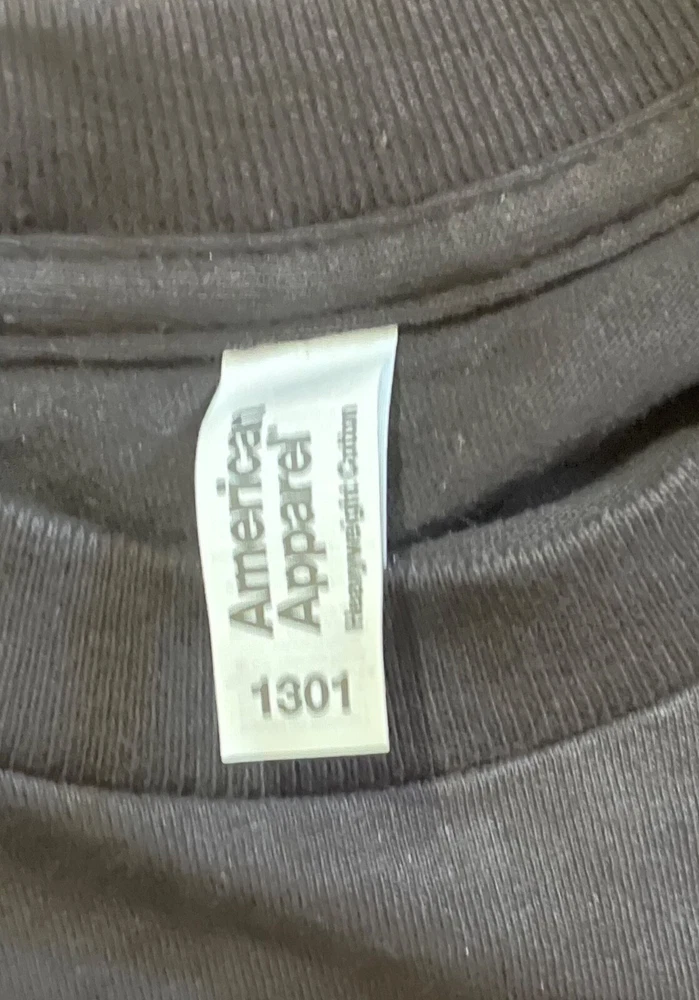 American
Apparel
Heavyweight Cotton
1301